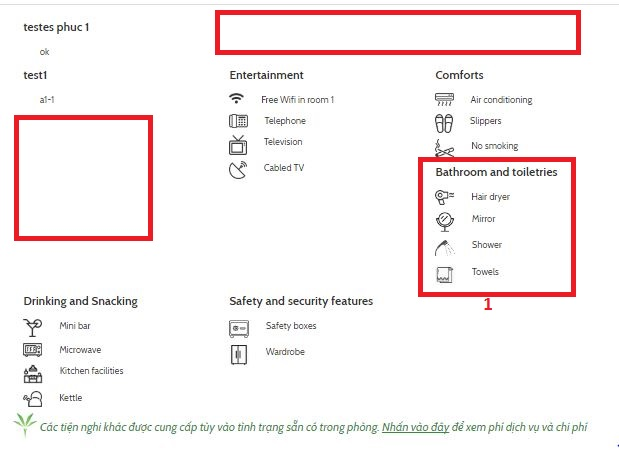 testes phuc 1
ok
test1
a1-1
Entertainment
Free Wifi in room 1
Telephone
Television
Cabled TV
Comforts
Air conditioning
Slippers
No smoking
Bathroom and toiletries
Hair dryer
Mirror
Shower
Towels
1
Drinking and Snacking
Mini bar
Microwave
Kitchen facilities
Kettle
Safety and security features
Safety boxes
Wardrobe
Các tiện nghi khác được cung cấp tùy vào tình trạng sẵn có trong phòng. Nhấn vào đây để xem phí dịch vụ và chi phí